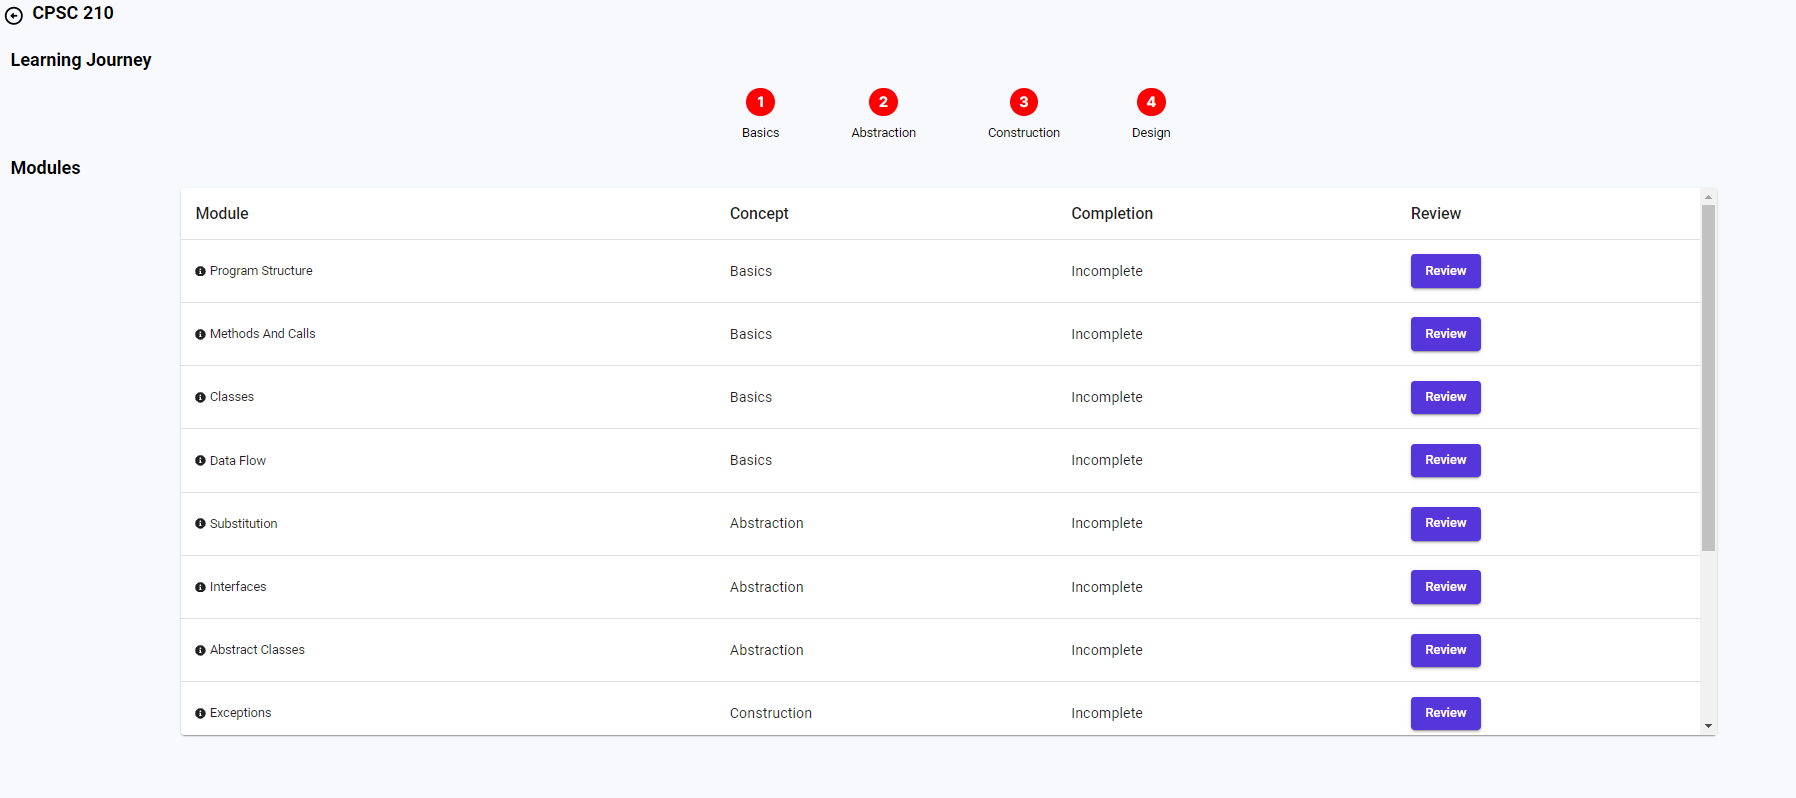 CPSC 210
Learning Journey
1 2 3 4
Basics Abstraction Construction Design
Modules
Module Concept Completion Review
Program Structure Basics Incomplete Review
Methods And Calls Basics Incomplete Review
Classes Basics Incomplete Review
Data Flow Basics Incomplete Review
Substitution Abstraction Incomplete Review
Interfaces Abstraction Incomplete Review
Abstract Classes Abstraction Incomplete Review
Exceptions Construction Incomplete Review